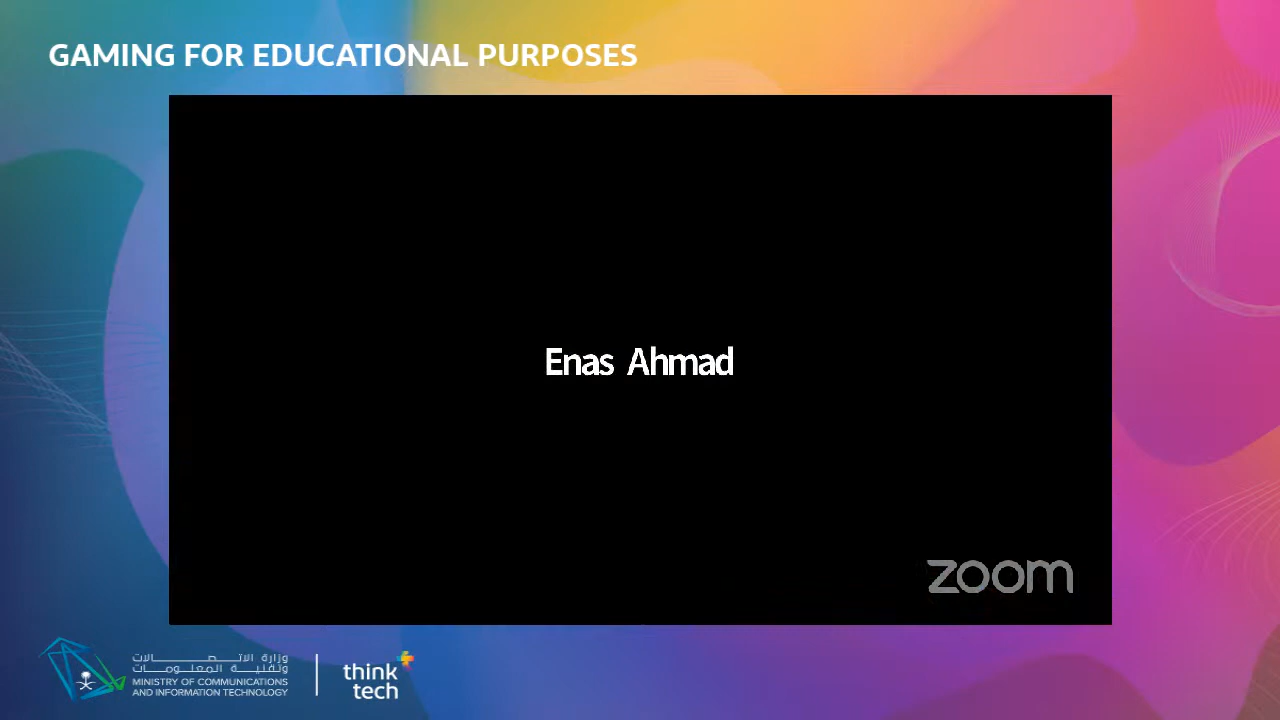 GAMING FOR EDUCATIONAL PURPOSES
Enas Ahmad
zoom
وزارة الاتصالات
وتقنية المعلومات
MINISTRY OF COMMUNICATIONS
AND INFORMATION TECHNOLOGY
think
tech